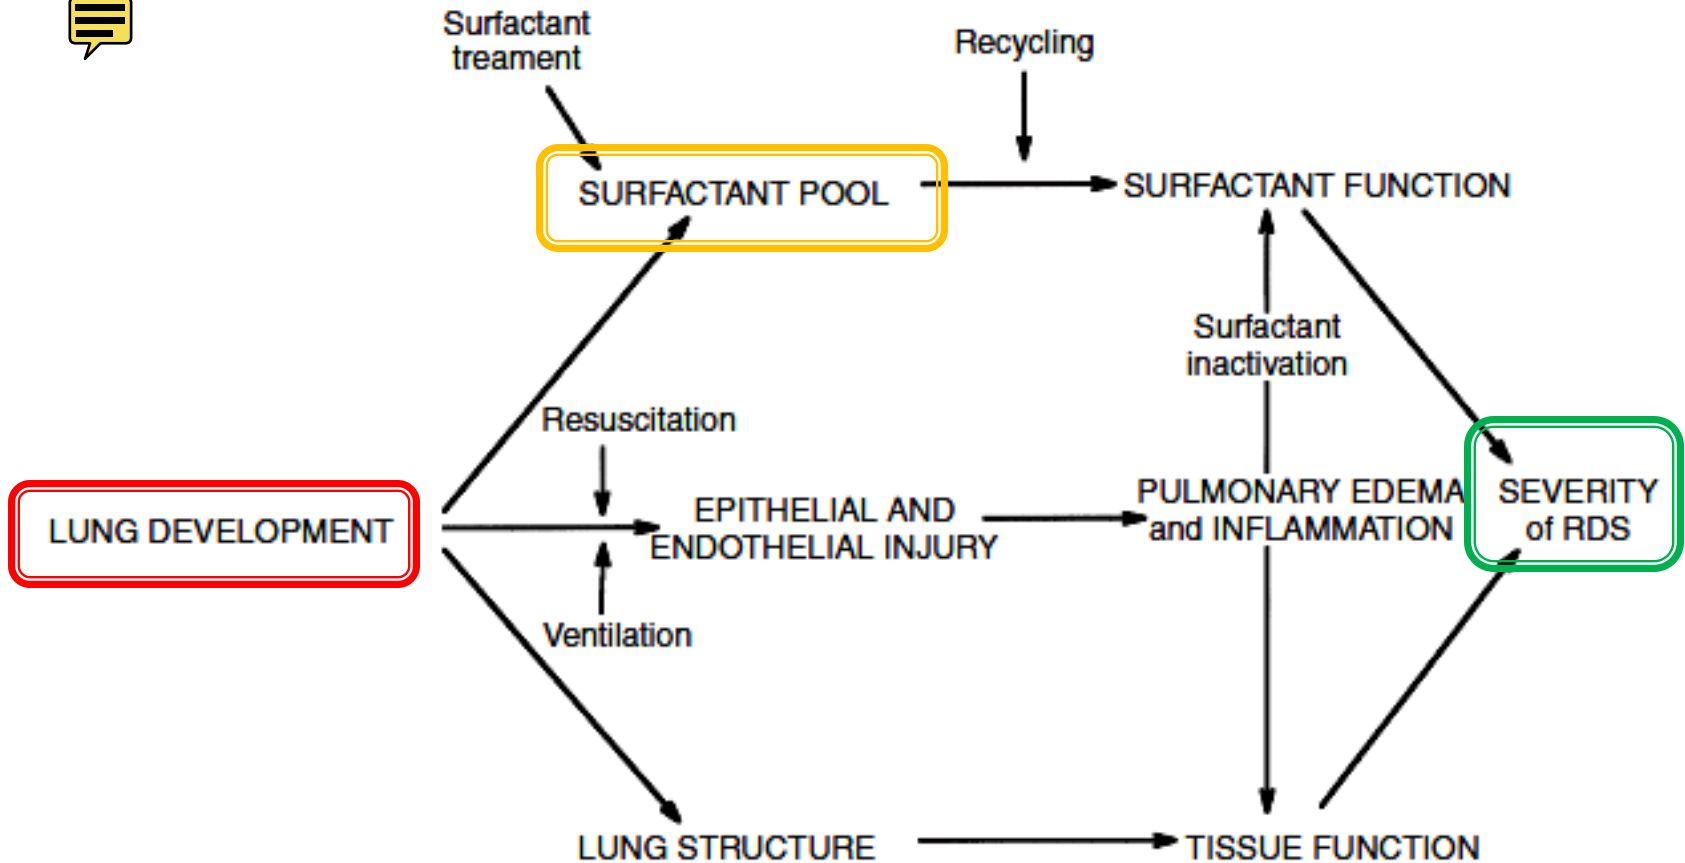 Surfactant
treament
Recycling
SURFACTANT POOL
SURFACTANT FUNCTION
Surfactant
inactivation
Resuscitation
LUNG DEVELOPMENT
EPITHELIAL AND
ENDOTHELIAL INJURY
PULMONARY EDEMA
and INFLAMMATION
SEVERITY
of RDS
Ventilation
LUNG STRUCTURE
TISSUE FUNCTION